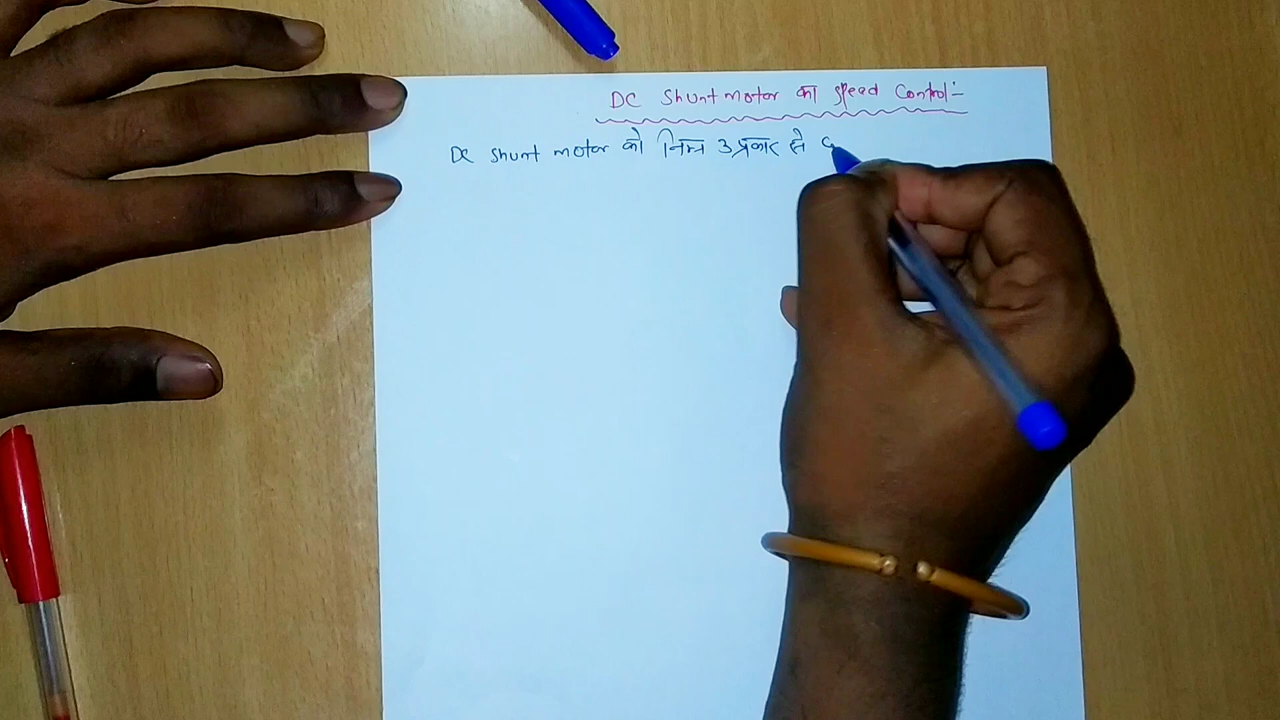 DC Shunt motor का speed Control:-
DC shunt motor को निम्न 3 प्रकार से